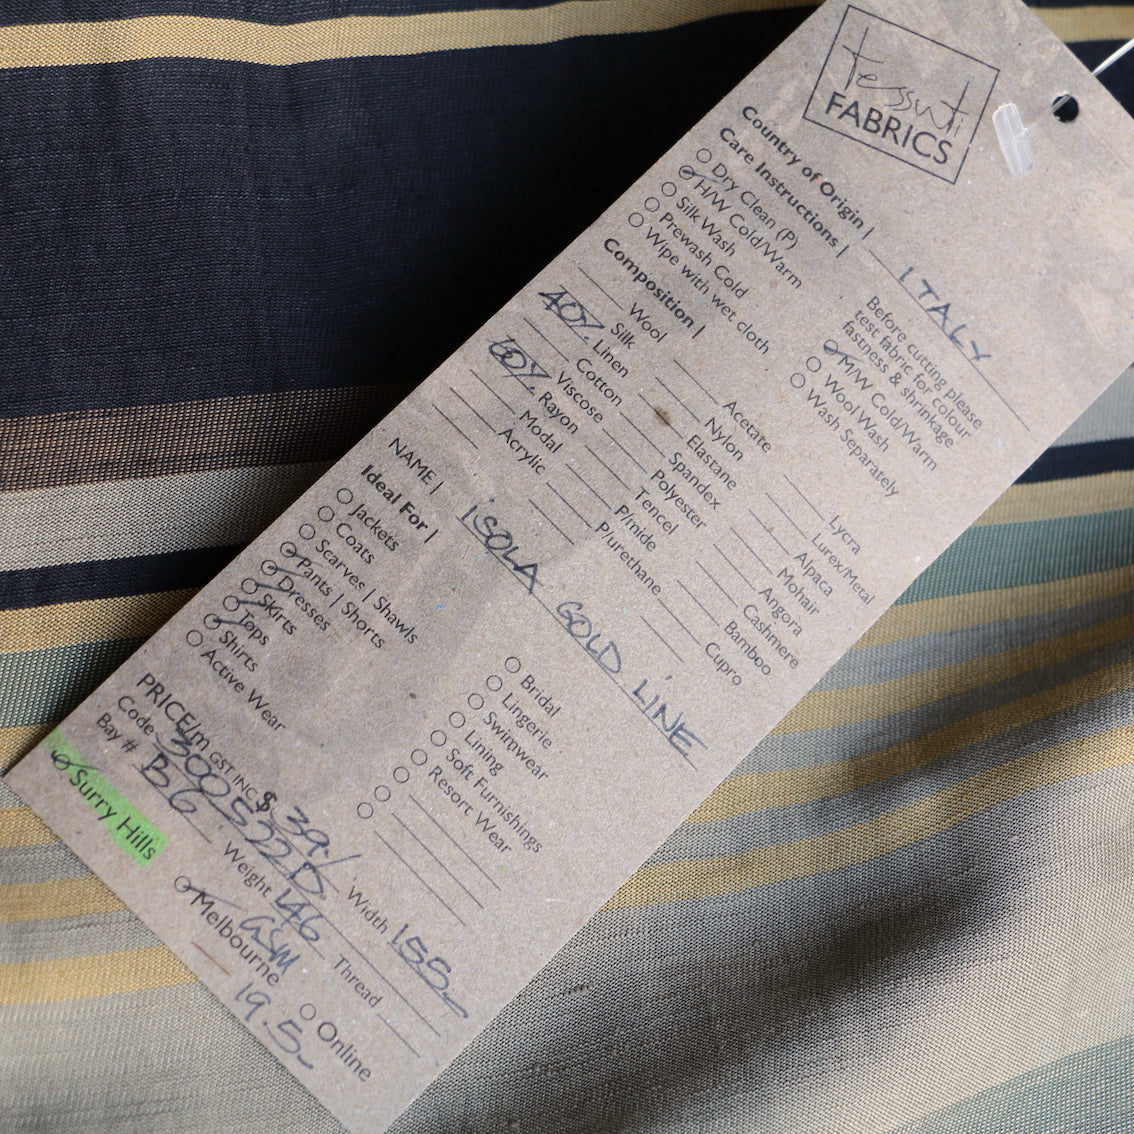 Tessuti
FABRICS
Country of Origin | ITALY
Care Instructions |
Dry Clean (P)
H/W Cold/Warm
Silk Wash
Prewash Cold
Wipe with wet cloth
Before cutting please
test fabric for colour
fastness & shrinkage
M/W Cold/Warm
Wool Wash
Wash Separately
Composition |
Wool
Silk
40% Linen
Cotton
60% Viscose
Rayon
Modal
Acrylic
Acetate
Nylon
Elastane
Spandex
Polyester
Tencel
P/mide
P/urethane
Lycra
Lurex/Metal
Alpaca
Mohair
Angora
Cashmere
Bamboo
Cupro
NAME | ISOLA GOLD LINE
Ideal For |
Jackets
Coats
Scarves | Shawls
Pants | Shorts
Dresses
Skirts
Tops
Shirts
Active Wear
Bridal
Lingerie
Swimwear
Lining
Soft Furnishings
Resort Wear
PRICE/m GST INC $ 39./
Code 300522D Width 155
Bay # B6 Weight 146 GSM Thread
Surry Hills
Melbourne
Online
19.5